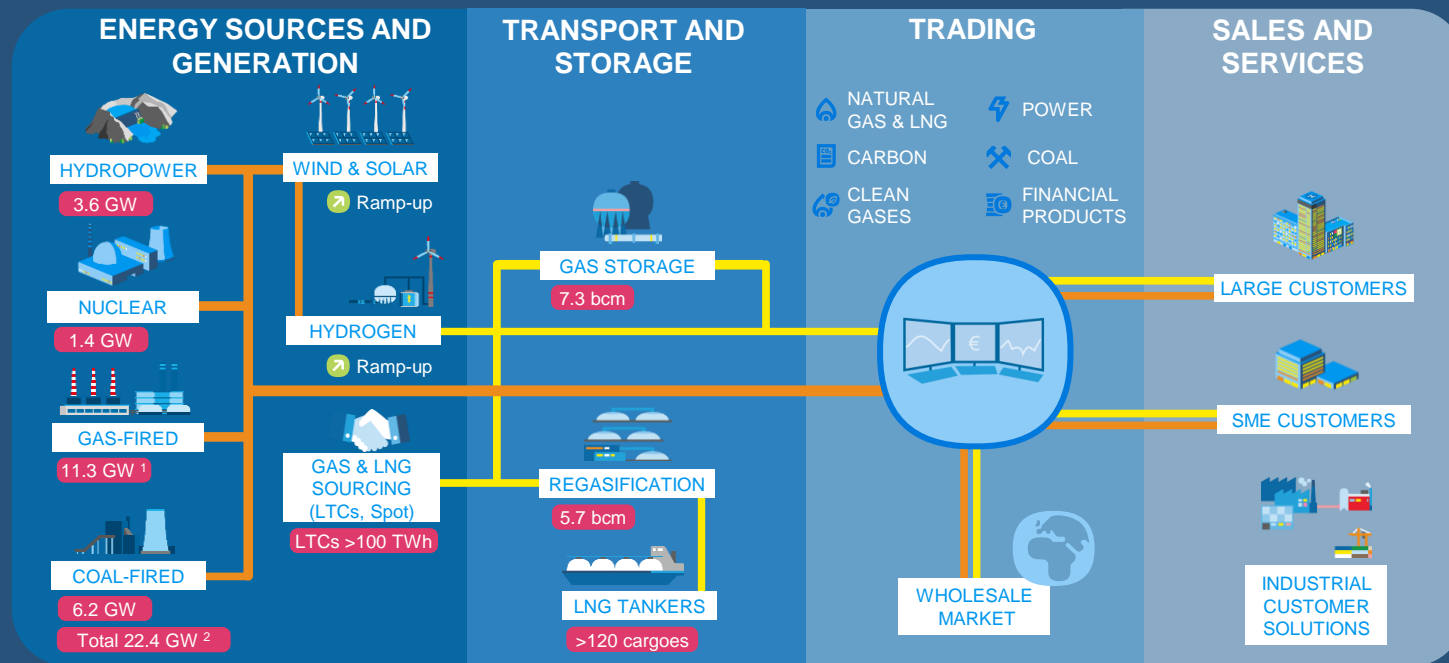 ENERGY SOURCES AND
GENERATION
HYDROPOWER
3.6 GW
NUCLEAR
1.4 GW
GAS-FIRED
11.3 GW 1
COAL-FIRED
6.2 GW
Total 22.4 GW 2
WIND & SOLAR
Ramp-up
HYDROGEN
Ramp-up
GAS & LNG
SOURCING
(LTCs, Spot)
LTCs >100 TWh
TRANSPORT AND
STORAGE
GAS STORAGE
7.3 bcm
REGASIFICATION
5.7 bcm
LNG TANKERS
>120 cargoes
TRADING
NATURAL
GAS & LNG
CARBON
CLEAN
GASES
POWER
COAL
FINANCIAL
PRODUCTS
€
WHOLESALE
MARKET
SALES AND
SERVICES
LARGE CUSTOMERS
SME CUSTOMERS
INDUSTRIAL
CUSTOMER
SOLUTIONS